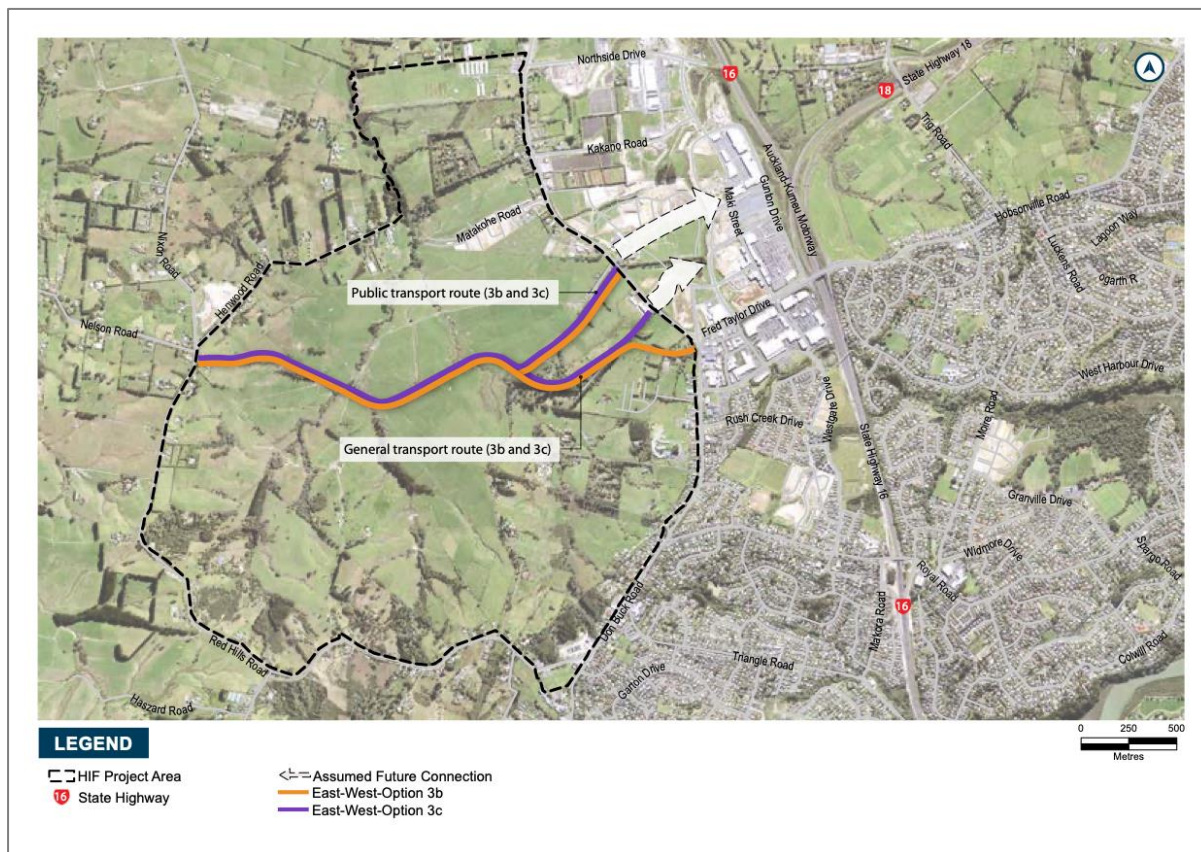 Northside Drive
16
State Highway 18
18
Trig Road
Kakano Road
Auckland-Kumeu Motorway
Gunton Drive
Maki Street
Hobsonville Road
Matakohe Road
Luckens Road
Lagoon Way
ogarth R
Nixon Road
Henwood Road
Public transport route (3b and 3c)
Nelson Road
Fred Taylor Drive
West Harbour Drive
Rush Creek Drive
Westgate Drive
Moire Road
General transport route (3b and 3c)
State Highway 16
Granville Drive
Widmore Drive
Spargo Road
Royal Road
Makora Road
16
Don Buck Road
Triangle Road
Colwill Road
Garton Drive
Red Hills Road
Haszard Road
LEGEND
HIF Project Area
16 State Highway
Assumed Future Connection
East-West-Option 3b
East-West-Option 3c
0 250 500
Metres